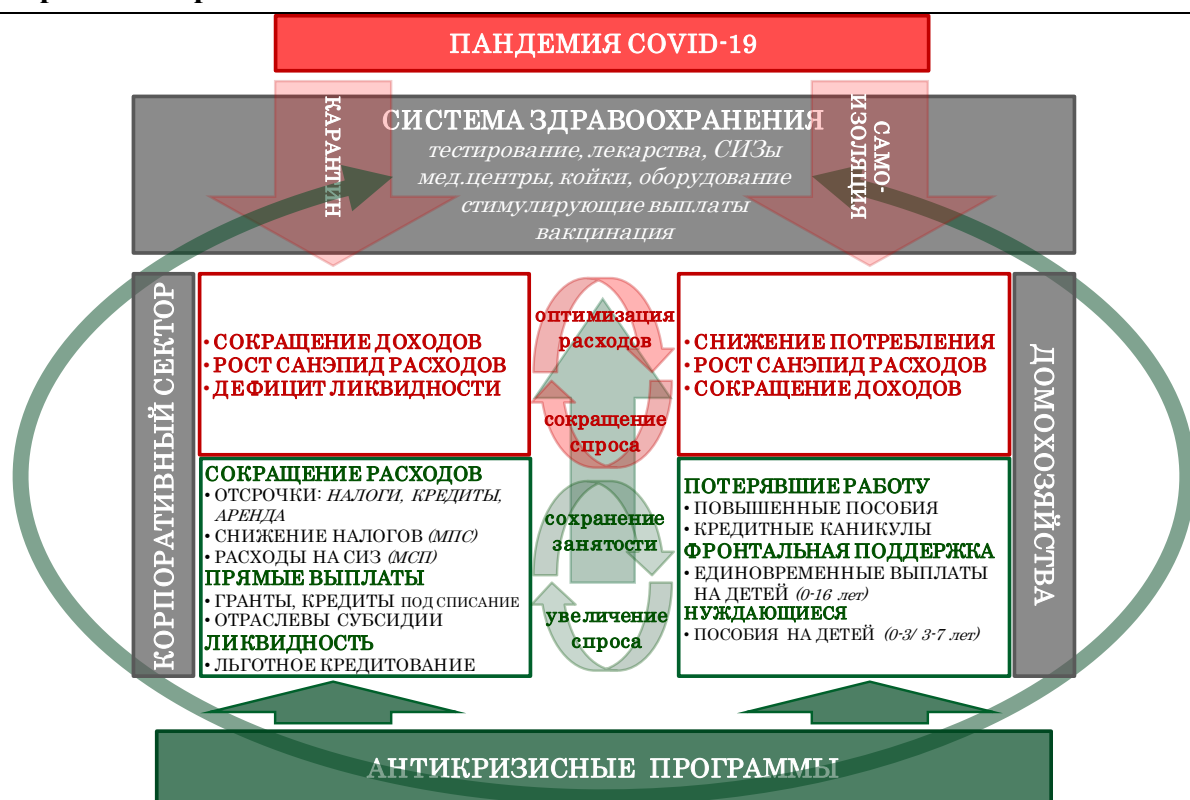 ПАНДЕМИЯ COVID-19
КАРАНТИН
САМО-
ИЗОЛЯЦИЯ
СИСТЕМА ЗДРАВООХРАНЕНИЯ
тестирование, лекарства, СИЗы
мед.центры, койки, оборудование
стимулирующие выплаты
вакцинация
КОРПОРАТИВНЫЙ СЕКТОР
• СОКРАЩЕНИЕ ДОХОДОВ
• РОСТ САНЭПИД РАСХОДОВ
• ДЕФИЦИТ ЛИКВИДНОСТИ
СОКРАЩЕНИЕ РАСХОДОВ
• ОТСРОЧКИ: НАЛОГИ, КРЕДИТЫ,
АРЕНДА
• СНИЖЕНИЕ НАЛОГОВ (МПС)
• РАСХОДЫ НА СИЗ (МСП)
ПРЯМЫЕ ВЫПЛАТЫ
• ГРАНТЫ, КРЕДИТЫ ПОД СПИСАНИЕ
• ОТРАСЛЕВЫ СУБСИДИИ
ЛИКВИДНОСТЬ
• ЛЬГОТНОЕ КРЕДИТОВАНИЕ
оптимизация
расходов
сокращение
спроса
сохранение
занятости
увеличение
спроса
• СНИЖЕНИЕ ПОТРЕБЛЕНИЯ
• РОСТ САНЭПИД РАСХОДОВ
• СОКРАЩЕНИЕ ДОХОДОВ
ПОТЕРЯВШИЕ РАБОТУ
• ПОВЫШЕННЫЕ ПОСОБИЯ
• КРЕДИТНЫЕ КАНИКУЛЫ
ФРОНТАЛЬНАЯ ПОДДЕРЖКА
• ЕДИНОВРЕМЕННЫЕ ВЫПЛАТЫ
НА ДЕТЕЙ (0-16 лет)
НУЖДАЮЩИЕСЯ
• ПОСОБИЯ НА ДЕТЕЙ (0-3/ 3-7 лет)
ДОМОХОЗЯЙСТВА
АНТИКРИЗИСНЫЕ ПРОГРАММЫ